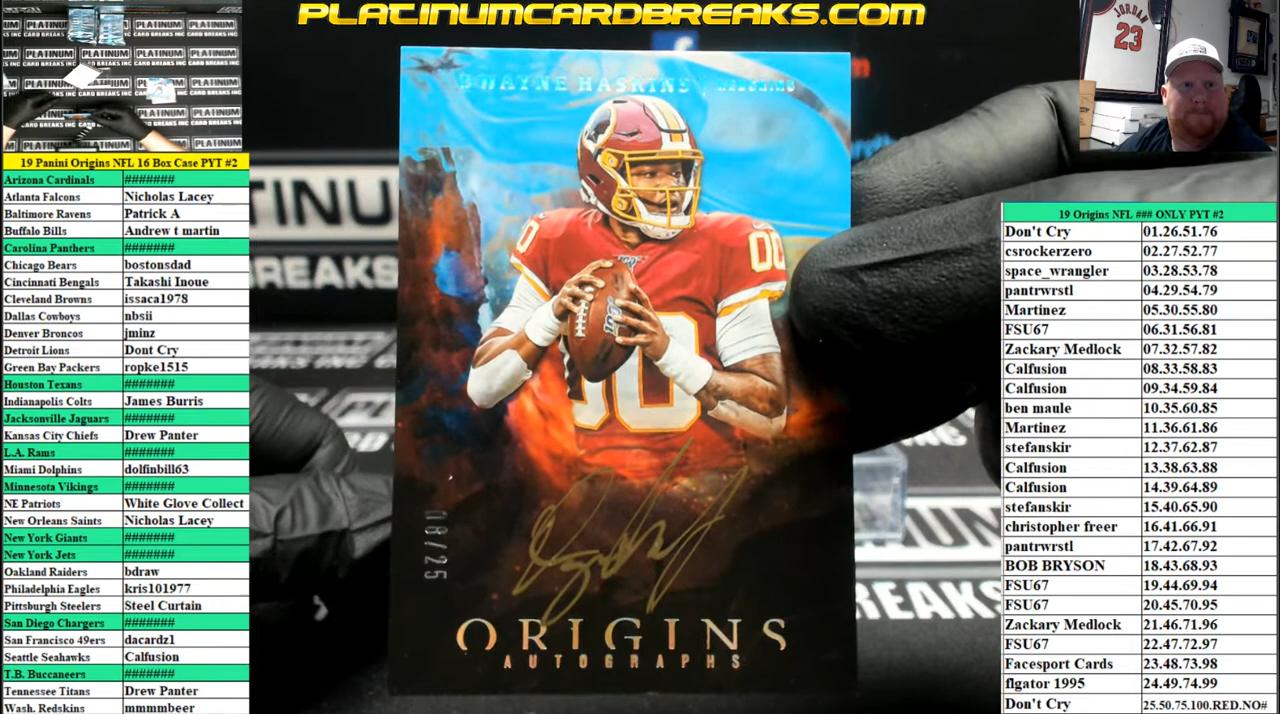 PLATINUMCARDBREAKS.COM
JORDAN
23
19 Panini Origins NFL 16 Box Case PYT #2
Arizona Cardinals #######
Atlanta Falcons Nicholas Lacey
Baltimore Ravens Patrick A
Buffalo Bills Andrew t martin
Carolina Panthers #######
Chicago Bears bostonsdad
Cincinnati Bengals Takashi Inoue
Cleveland Browns issaca1978
Dallas Cowboys nbsii
Denver Broncos jminz
Detroit Lions Dont Cry
Green Bay Packers ropke1515
Houston Texans #######
Indianapolis Colts James Burris
Jacksonville Jaguars #######
Kansas City Chiefs Drew Panter
L.A. Rams #######
Miami Dolphins dolfinbill63
Minnesota Vikings #######
NE Patriots White Glove Collect
New Orleans Saints Nicholas Lacey
New York Giants #######
New York Jets #######
Oakland Raiders bdraw
Philadelphia Eagles kris101977
Pittsburgh Steelers Steel Curtain
San Diego Chargers #######
San Francisco 49ers dacardz1
Seattle Seahawks Calfusion
T.B. Buccaneers #######
Tennessee Titans Drew Panter
Wash. Redskins mmmmbeer
DWAYNE HASKINS
00
00
08/25
ORIGINS
AUTOGRAPHS
19 Origins NFL ### ONLY PYT #2
Don't Cry 01.26.51.76
csrockerzero 02.27.52.77
space_wrangler 03.28.53.78
pantrwrstl 04.29.54.79
Martinez 05.30.55.80
FSU67 06.31.56.81
Zackary Medlock 07.32.57.82
Calfusion 08.33.58.83
Calfusion 09.34.59.84
ben maule 10.35.60.85
Martinez 11.36.61.86
stefanskir 12.37.62.87
Calfusion 13.38.63.88
Calfusion 14.39.64.89
stefanskir 15.40.65.90
christopher freer 16.41.66.91
pantrwrstl 17.42.67.92
BOB BRYSON 18.43.68.93
FSU67 19.44.69.94
FSU67 20.45.70.95
Zackary Medlock 21.46.71.96
FSU67 22.47.72.97
Facesport Cards 23.48.73.98
flgator 1995 24.49.74.99
Don't Cry 25.50.75.100.RED.NO#